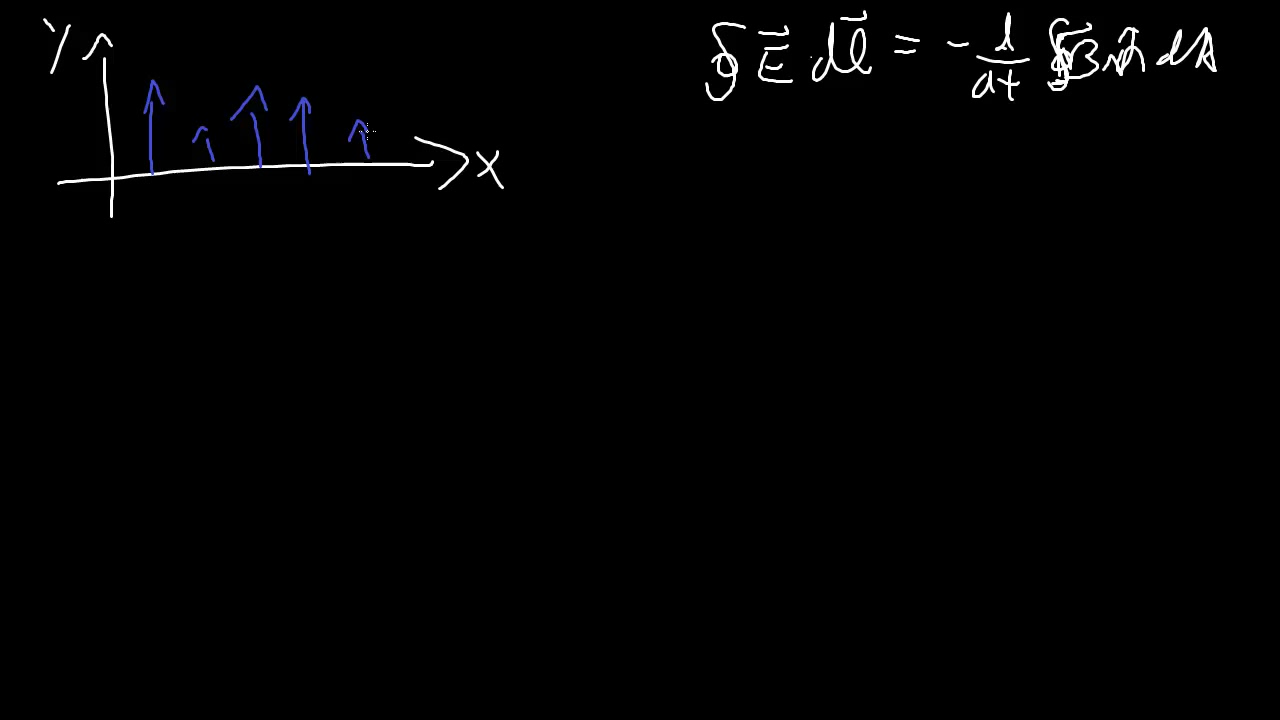 Y
∮ E⃗ dl⃗ = - d/dt ∮ B⃗ n̂ dA
X